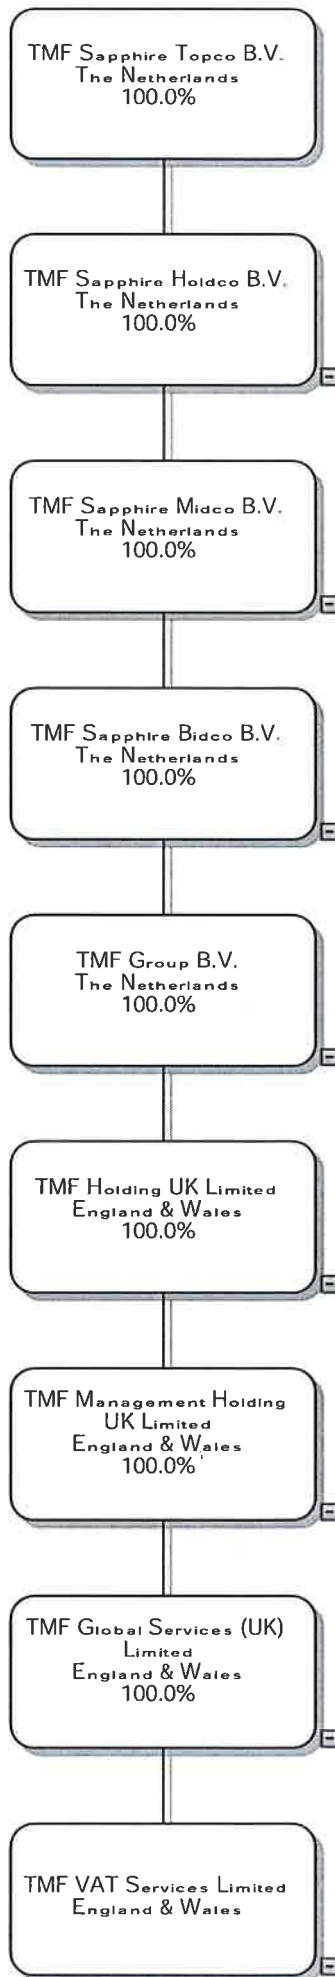 TMF Sapphire Topco B.V.
The Netherlands
100.0%
TMF Sapphire Holdco B.V.
The Netherlands
100.0%
TMF Sapphire Midco B.V.
The Netherlands
100.0%
TMF Sapphire Bidco B.V.
The Netherlands
100.0%
TMF Group B.V.
The Netherlands
100.0%
TMF Holding UK Limited
England & Wales
100.0%
TMF Management Holding
UK Limited
England & Wales
100.0%
TMF Global Services (UK)
Limited
England & Wales
100.0%
TMF VAT Services Limited
England & Wales